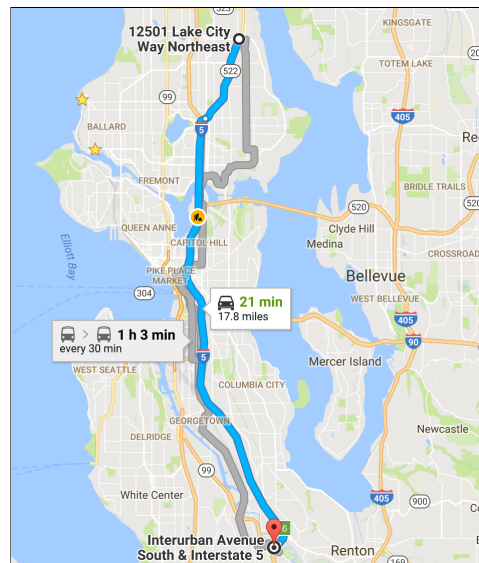 523
KINGSGATE
12501 Lake City
Way Northeast
TOTEM LAKE
522
99
405
5
BALLARD
FREMONT
BRIDLE TRAILS
520
520
QUEEN ANNE
Clyde Hill
CAPITOL HILL
Medina
CROSSROAD
Elliott Bay
PIKE PLACE
MARKET
Bellevue
304
21 min
17.8 miles
WEST BELLEVUE
405
1 h 3 min
every 30 min
90
5
Mercer Island
WEST SEATTLE
COLUMBIA CITY
GEORGETOWN
Newcastle
DELRIDGE
99
White Center
405
900
Interurban Avenue
South & Interstate 5
Renton
169